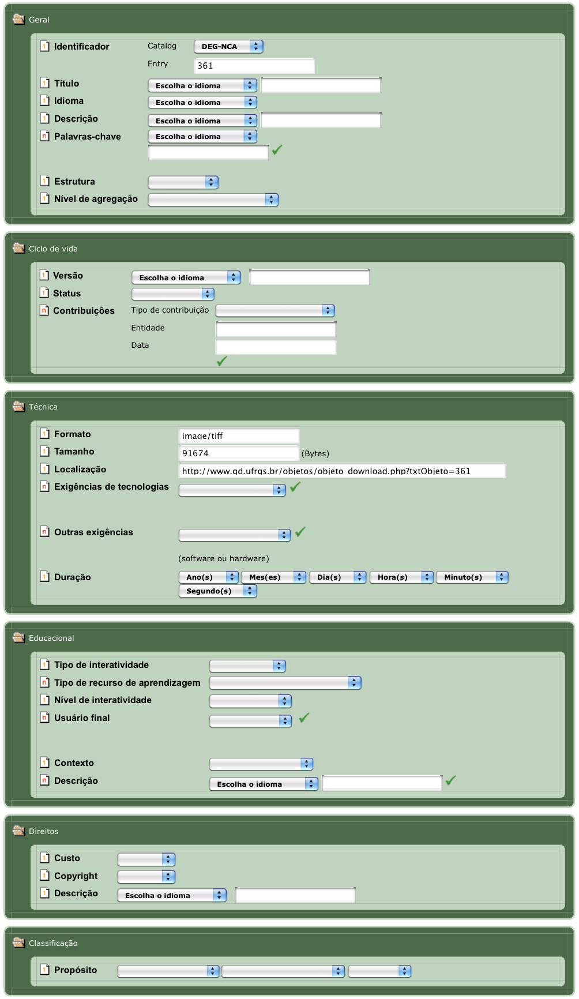 Geral
Identificador Catalog DEG-NCA
Entry 361
Título Escolha o idioma
Idioma Escolha o idioma
Descrição Escolha o idioma
Palavras-chave Escolha o idioma
Estrutura
Nível de agregação
Ciclo de vida
Versão Escolha o idioma
Status
Contribuições Tipo de contribuição
Entidade
Data
Técnica
Formato image/tiff
Tamanho 91674 (Bytes)
Localização http://www.gd.ufrgs.br/objetos/objeto_download.php?txtObjeto=361
Exigências de tecnologias
Outras exigências
(software ou hardware)
Duração Ano(s) Mes(es) Dia(s) Hora(s) Minuto(s)
Segundo(s)
Educacional
Tipo de interatividade
Tipo de recurso de aprendizagem
Nível de interatividade
Usuário final
Contexto
Descrição Escolha o idioma
Direitos
Custo
Copyright
Descrição Escolha o idioma
Classificação
Propósito